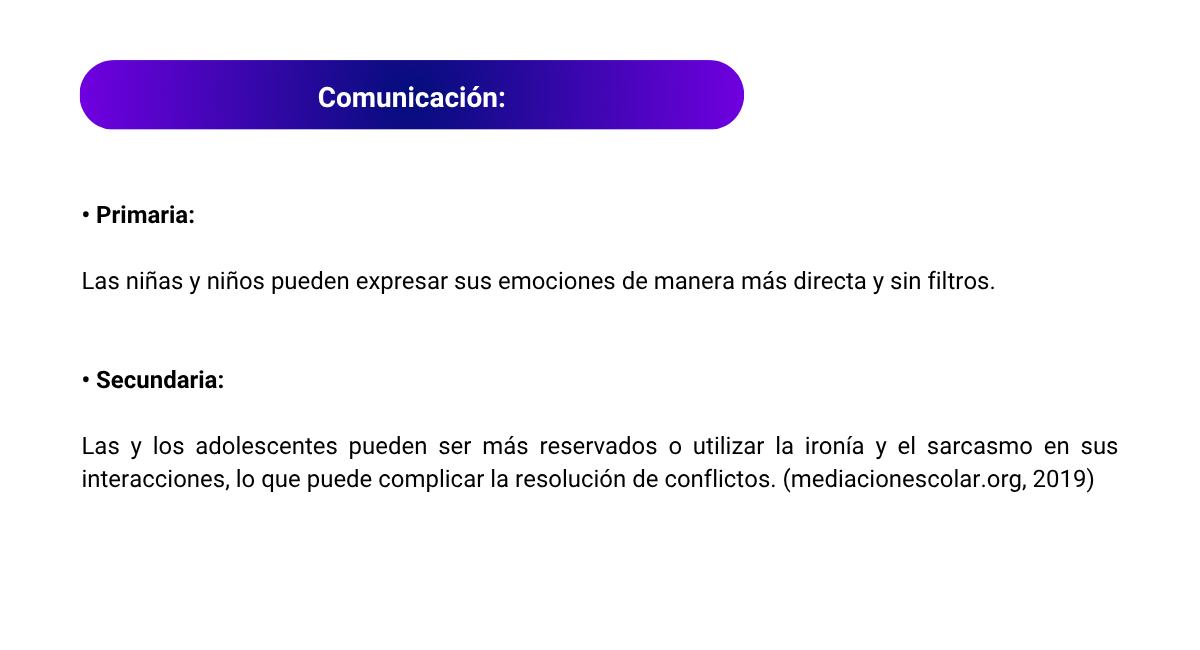 Comunicación:
• Primaria:
Las niñas y niños pueden expresar sus emociones de manera más directa y sin filtros.
• Secundaria:
Las y los adolescentes pueden ser más reservados o utilizar la ironía y el sarcasmo en sus
interacciones, lo que puede complicar la resolución de conflictos. (mediacionescolar.org, 2019)